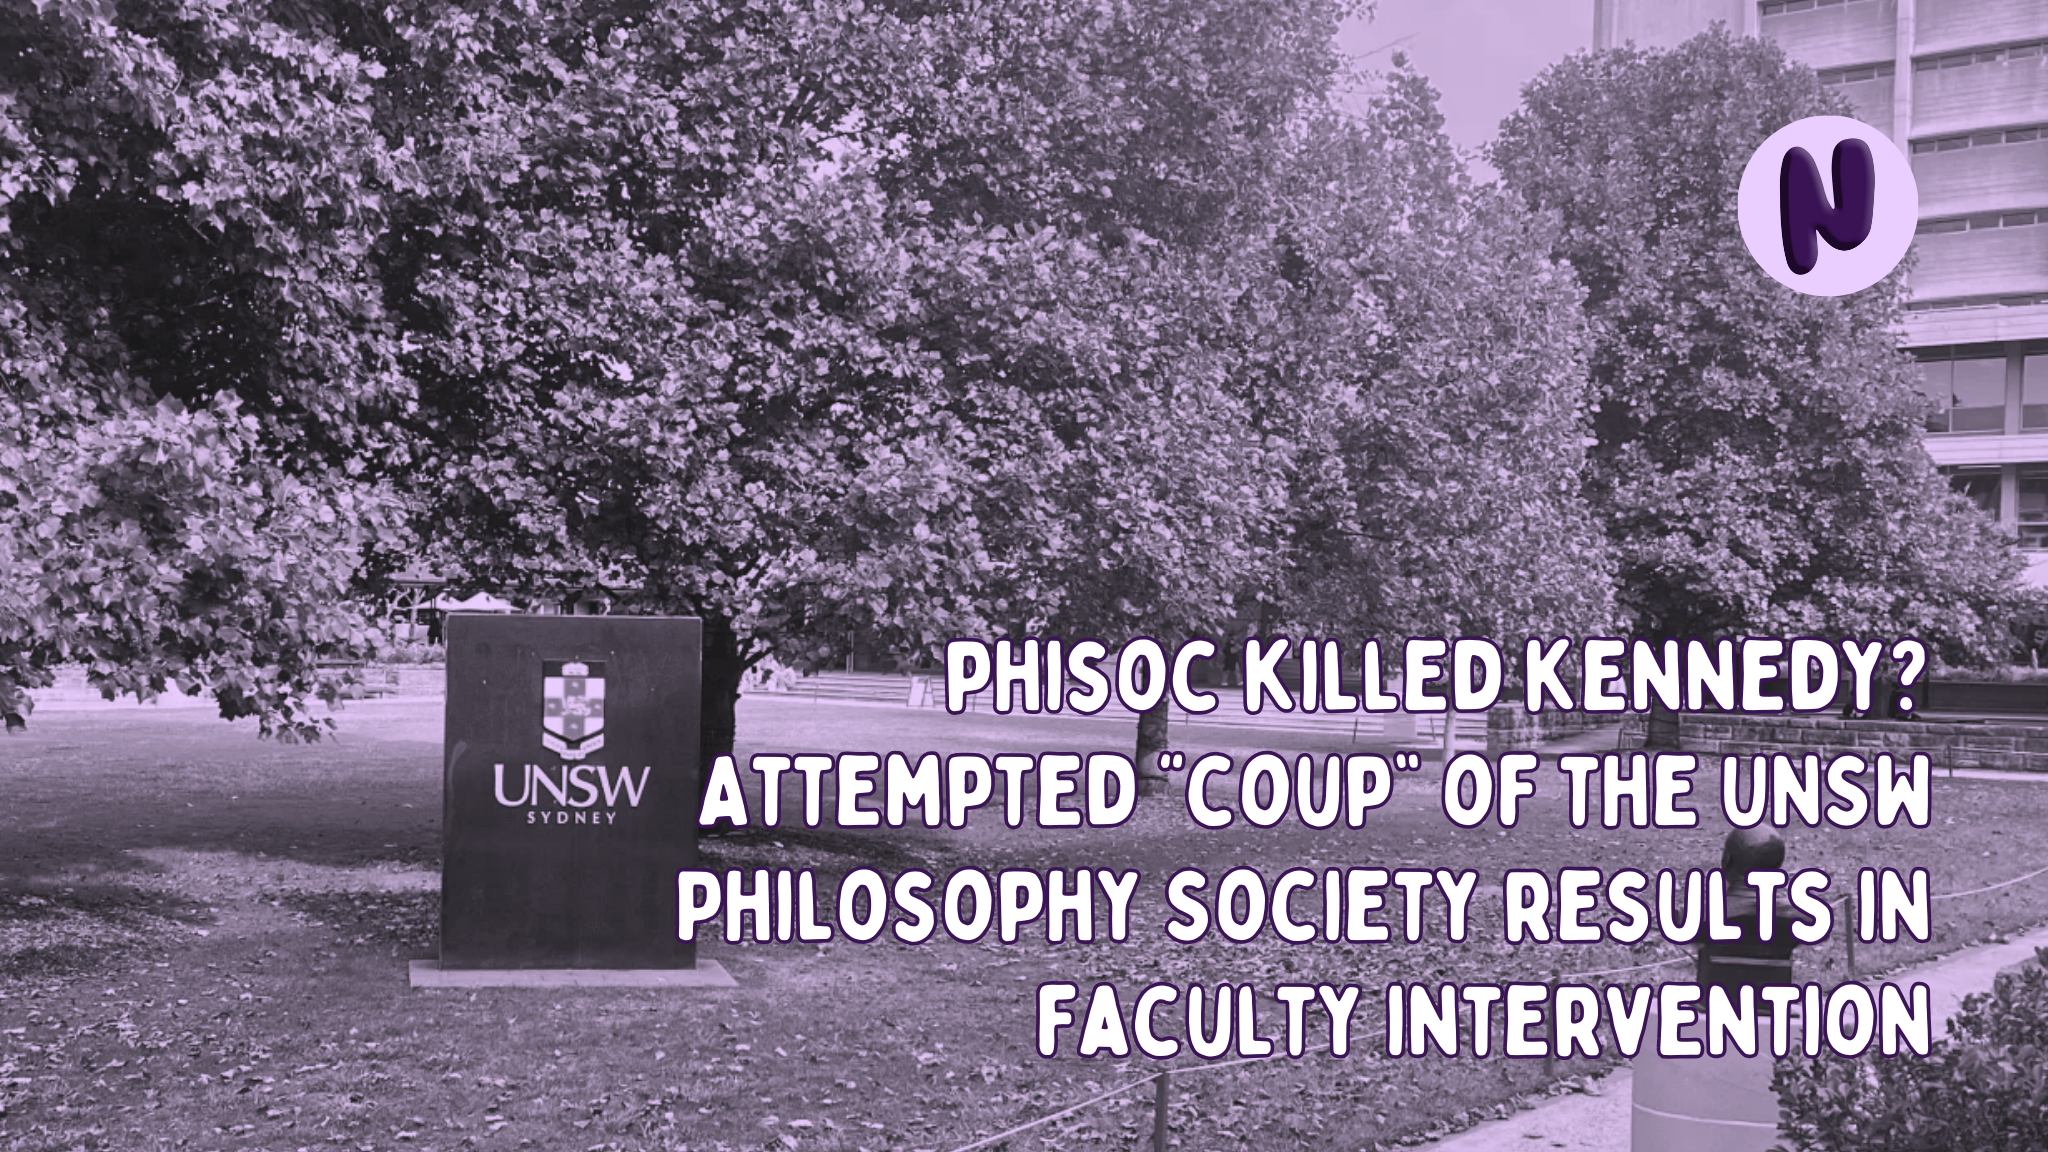 N
PHISOC KILLED KENNEDY?
ATTEMPTED "COUP" OF THE UNSW
PHILOSOPHY SOCIETY RESULTS IN
FACULTY INTERVENTION
UNSW
SYDNEY